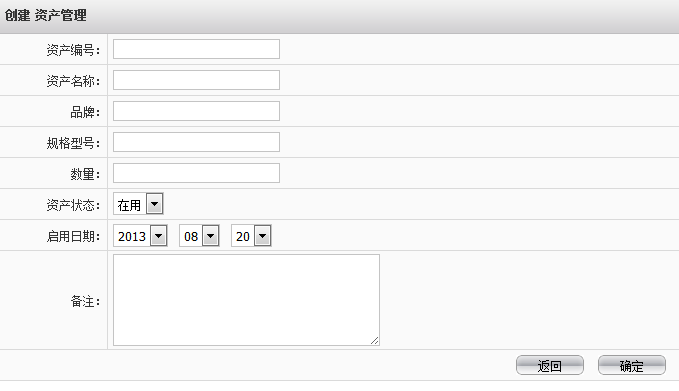 创建 资产管理
资产编号：
资产名称：
品牌：
规格型号：
数量：
资产状态： 在用
启用日期： 2013 08 20
备注：
返回 确定